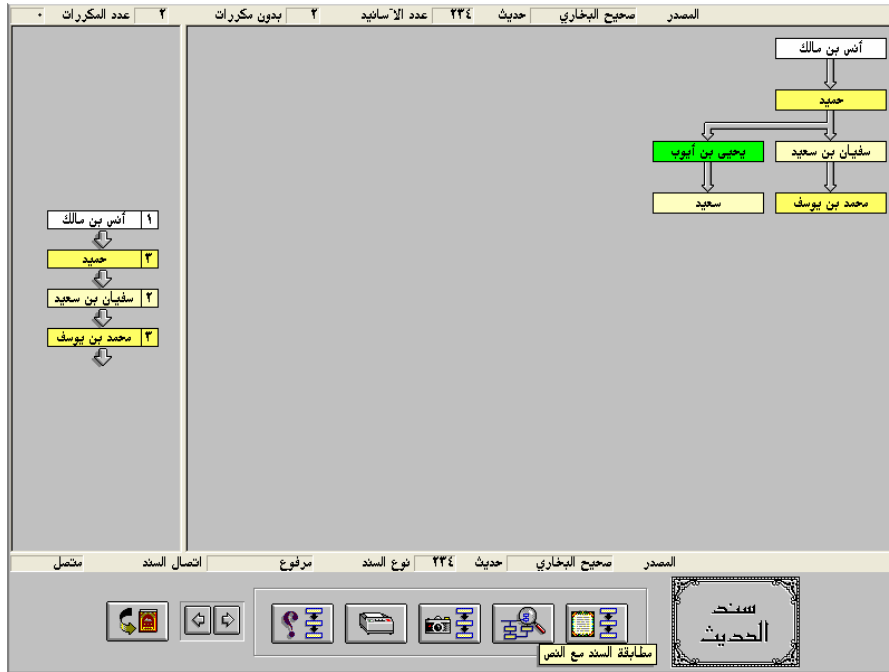 المصدر صحيح البخاري حديث ٢٣٤ عدد الآسانيد ٢ بدون مكررات ٢ عدد المكررات ٠
أنس بن مالك
حميد
سفيان بن سعيد يحيى بن أيوب
محمد بن يوسف سعيد
١ أنس بن مالك
٣ حميد
٢ سفيان بن سعيد
٣ محمد بن يوسف
المصدر صحيح البخاري حديث ٢٣٤ نوع السند مرفوع اتصال السند متصل
سند
الحديث
مطابقة السند مع النص